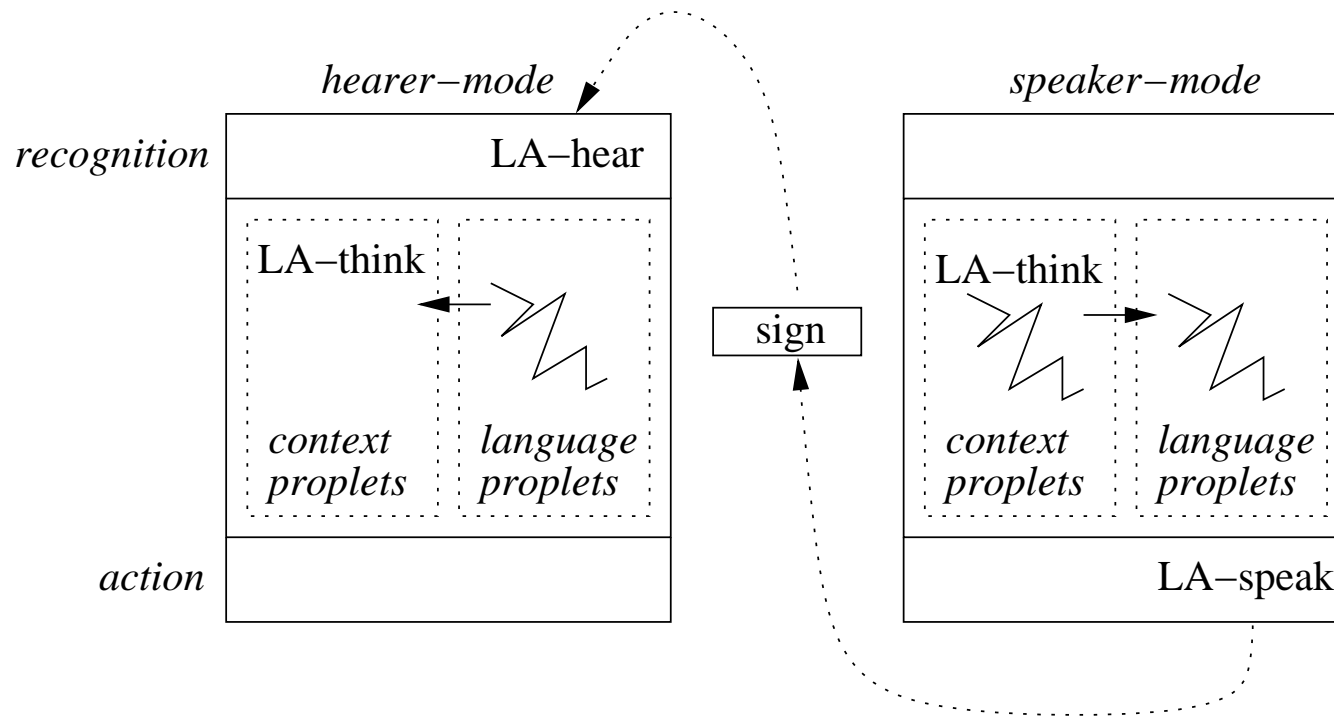 hearer–mode
speaker–mode
recognition
LA–hear
LA–think
LA–think
sign
context
proplets
language
proplets
context
proplets
language
proplets
action
LA–speak